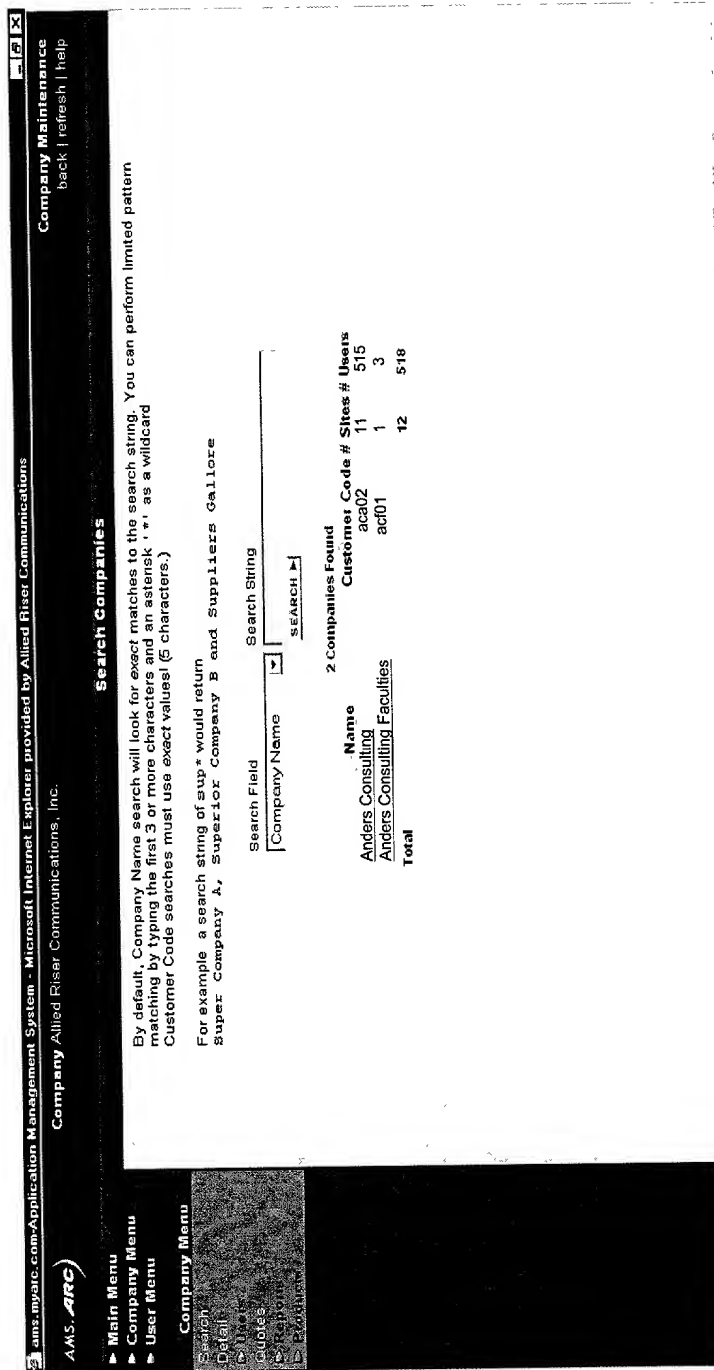 ams.myarc.com-Application Management System - Microsoft Internet Explorer provided by Allied Riser Communications
AMS.ARC
Company Allied Riser Communications, Inc.
Company Maintenance
back | refresh | help
Search Companies
Main Menu
Company Menu
User Menu
Company Menu
Search
Detail
Quotes
By default, Company Name search will look for exact matches to the search string. You can perform limited pattern
matching by typing the first 3 or more characters and an asterisk '*' as a wildcard
Customer Code searches must use exact values! (5 characters.)
For example a search string of sup* would return
Super Company A, Superior Company B and Suppliers Gallore
Search Field Search String
Company Name
SEARCH
2 Companies Found
Name Customer Code # Sites # Users
Anders Consulting aca02 11 515
Anders Consulting Faculties acf01 1 3
Total 12 518